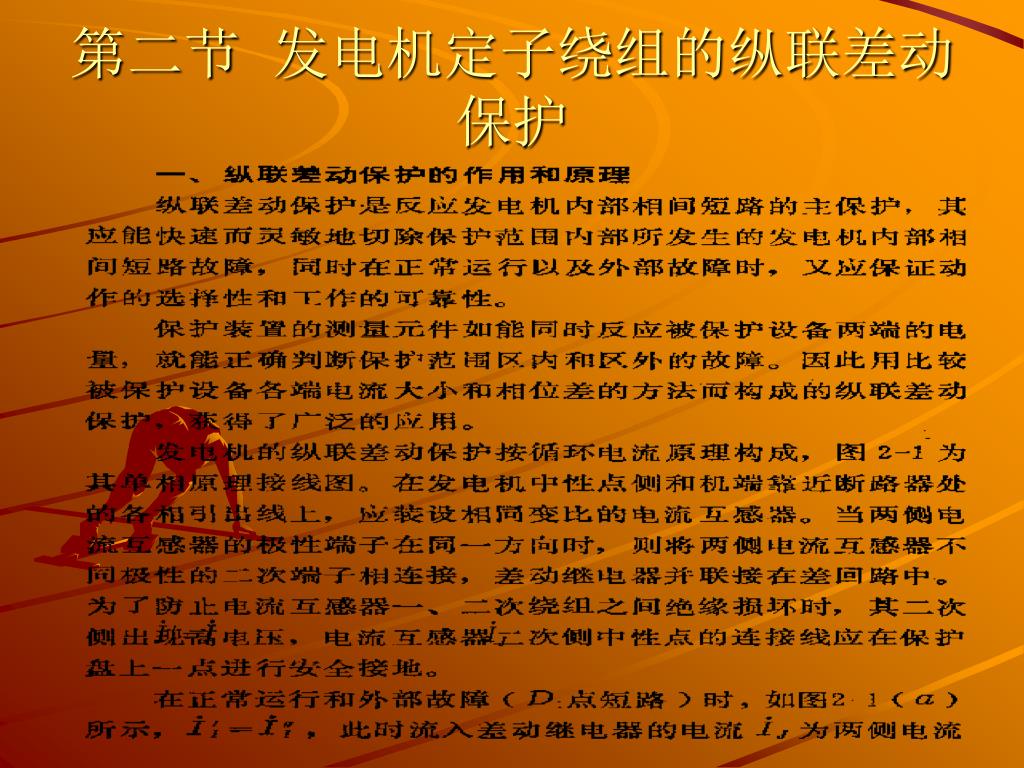 第二节 发电机定子绕组的纵联差动
保护
一、纵联差动保护的作用和原理
纵联差动保护是反应发电机内部相间短路的主保护，其
应能快速而灵敏地切除保护范围内部所发生的发电机内部相
间短路故障，同时在正常运行以及外部故障时，又应保证动
作的选择性和工作的可靠性。
保护装置的测量元件如能同时反应被保护设备两端的电
量，就能正确判断保护范围区内和区外的故障。因此用比较
被保护设备各端电流大小和相位差的方法而构成的纵联差动
保护，获得了广泛的应用。
发电机的纵联差动保护按循环电流原理构成，图2-1为
其单相原理接线图。在发电机中性点侧和机端靠近断路器处
的各相引出线上，应装设相同变比的电流互感器。当两侧电
流互感器的极性端子在同一方向时，则将两侧电流互感器不
同极性的二次端子相连接，差动继电器并联接在差回路中。
为了防止电流互感器一、二次绕组之间绝缘损坏时，其二次
侧出现高电压，电流互感器二次侧中性点的连接线应在保护
盘上一点进行安全接地。
在正常运行和外部故障（D 点短路）时，如图2-1（a）
所示，，此时流入差动继电器的电流 为两侧电流